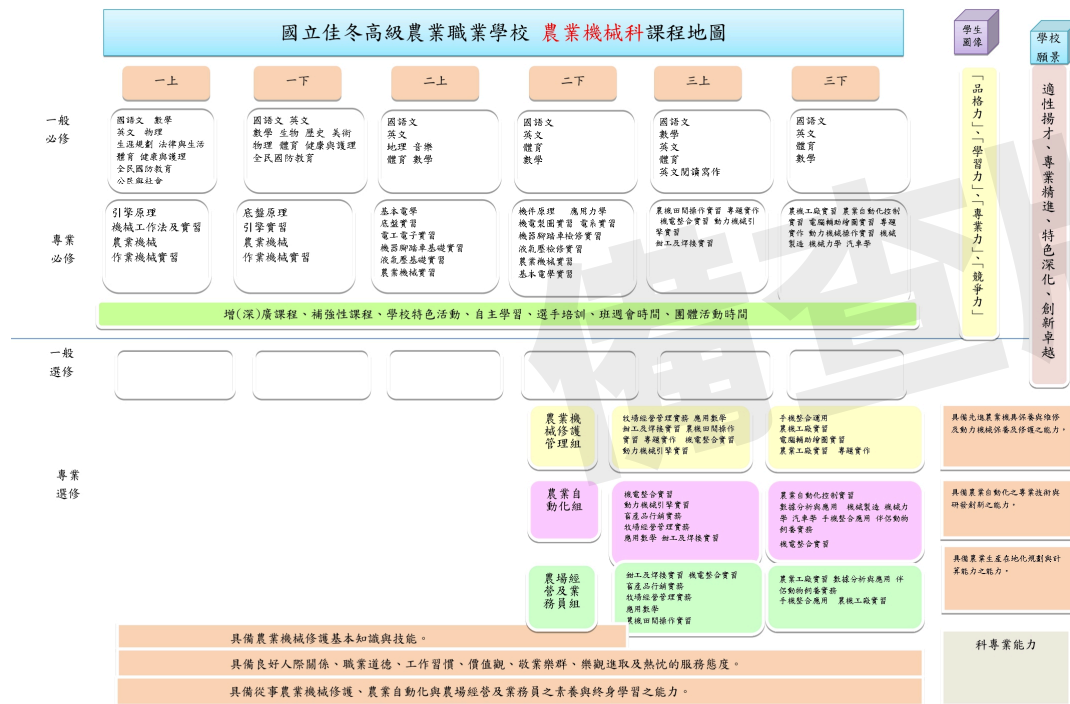 國立佳冬高級農業職業學校 農業機械科課程地圖
學生
圖像
學校
願景
一上
一下
二上
二下
三上
三下
一般
必修
國語文 數學
英文 物理
生涯規劃 法律與生活
體育 健康與護理
全民國防教育
公民與社會
國語文 英文
數學 生物 歷史 美術
物理 體育 健康與護理
全民國防教育
國語文
英文
地理 音樂
體育 數學
國語文
英文
體育
數學
國語文
數學
英文
體育
英文閱讀寫作
國語文
英文
體育
數學
「品格力」、「學習力」、「專業力」、「競爭力」
適性揚才、專業精進、特色深化、創新卓越
專業
必修
引擎原理
機械工作法及實習
農業機械
作業機械實習
底盤原理
引擎實習
農業機械
作業機械實習
基本電學
底盤實習
電工電子實習
機器腳踏車基礎實習
液氣壓基礎實習
農業機械實習
機件原理 應用力學
機電製圖實習 電系實習
機器腳踏車檢修實習
液氣壓檢修實習
農業機械實習
基本電學實習
農機田間操作實習 專題實作
機電整合實習 動力機械引
擎實習
鉗工及焊接實習
農機工廠實習 農業自動化控制
實習 電腦輔助繪圖實習 專題
實作 動力機械操作實習 機械
製造 機械力學 汽車學
增(深)廣課程、補強性課程、學校特色活動、自主學習、選手培訓、班週會時間、團體活動時間
一般
選修
專業
選修
農業機
械修護
管理組
牧場經營管理實務 應用數學
鉗工及焊接實習 農機田間操作
實習 專題實作 機電整合實習
動力機械引擎實習
手機整合運用
農機工廠實習
電腦輔助繪圖實習
農業工廠實習 專題實作
具備先進農業機具保養與維修
及動力機械保養及修護之能力。
農業自
動化組
機電整合實習
動力機械引擎實習
畜產品行銷實務
牧場經營管理實務
應用數學 鉗工及焊接實習
農業自動化控制實習
數據分析與應用 機械製造 機械力
學 汽車學 手機整合應用 伴侶動物
飼養實務
機電整合實習
具備農業自動化之專業技術與
研發創新之能力。
農場經
營及業
務員組
鉗工及焊接實習 機電整合實習
畜產品行銷實務
牧場經營管理實務
應用數學
農機田間操作實習
農業工廠實習 數據分析與應用 伴
侶動物飼養實務
手機整合應用 農機工廠實習
具備農業生產在地化規劃與計
算能力之能力。
具備農業機械修護基本知識與技能。
具備良好人際關係、職業道德、工作習慣、價值觀、敬業樂群、樂觀進取及熱忱的服務態度。
具備從事農業機械修護、農業自動化與農場經營及業務員之素養與終身學習之能力。
科專業能力
備查